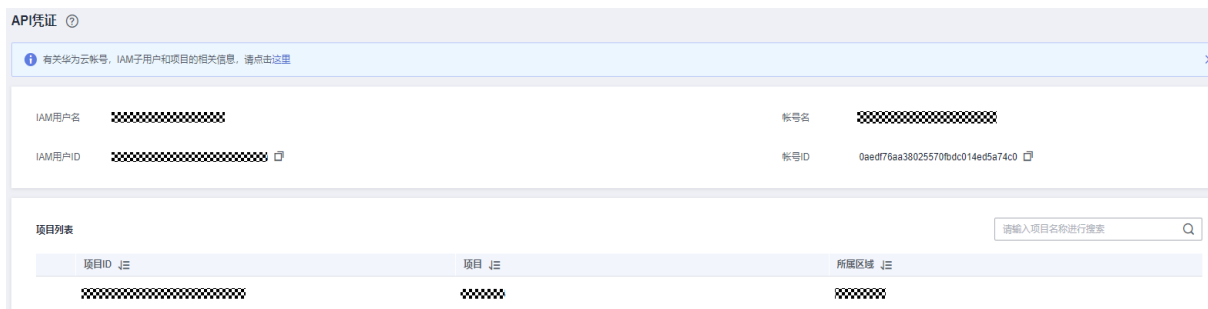 API凭证
有关华为云帐号，IAM子用户和项目的相关信息，请点击这里
IAM用户名
帐号名
IAM用户ID
帐号ID 0aedf76aa38025570fbdc014ed5a74c0
项目列表
请输入项目名称进行搜索
项目ID 项目 所属区域